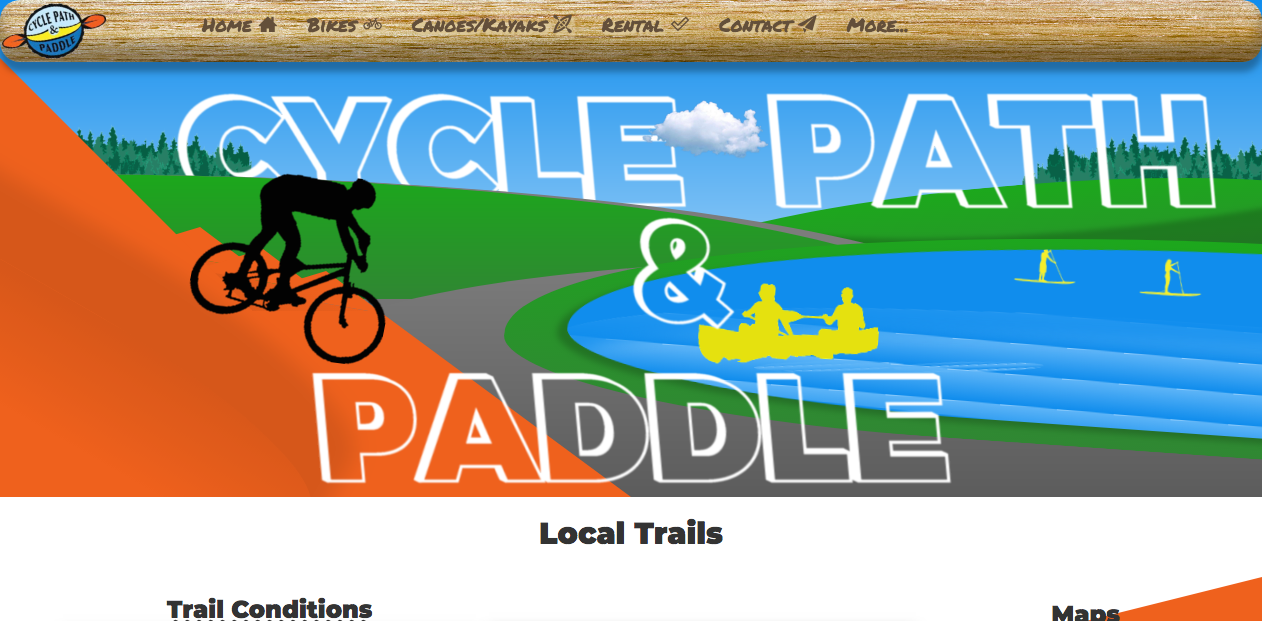 CYCLE PATH
&
PADDLE
Home Bikes Canoes/Kayaks Rental Contact More...
CYCLE PATH
&
PADDLE
Local Trails
Trail Conditions
Maps